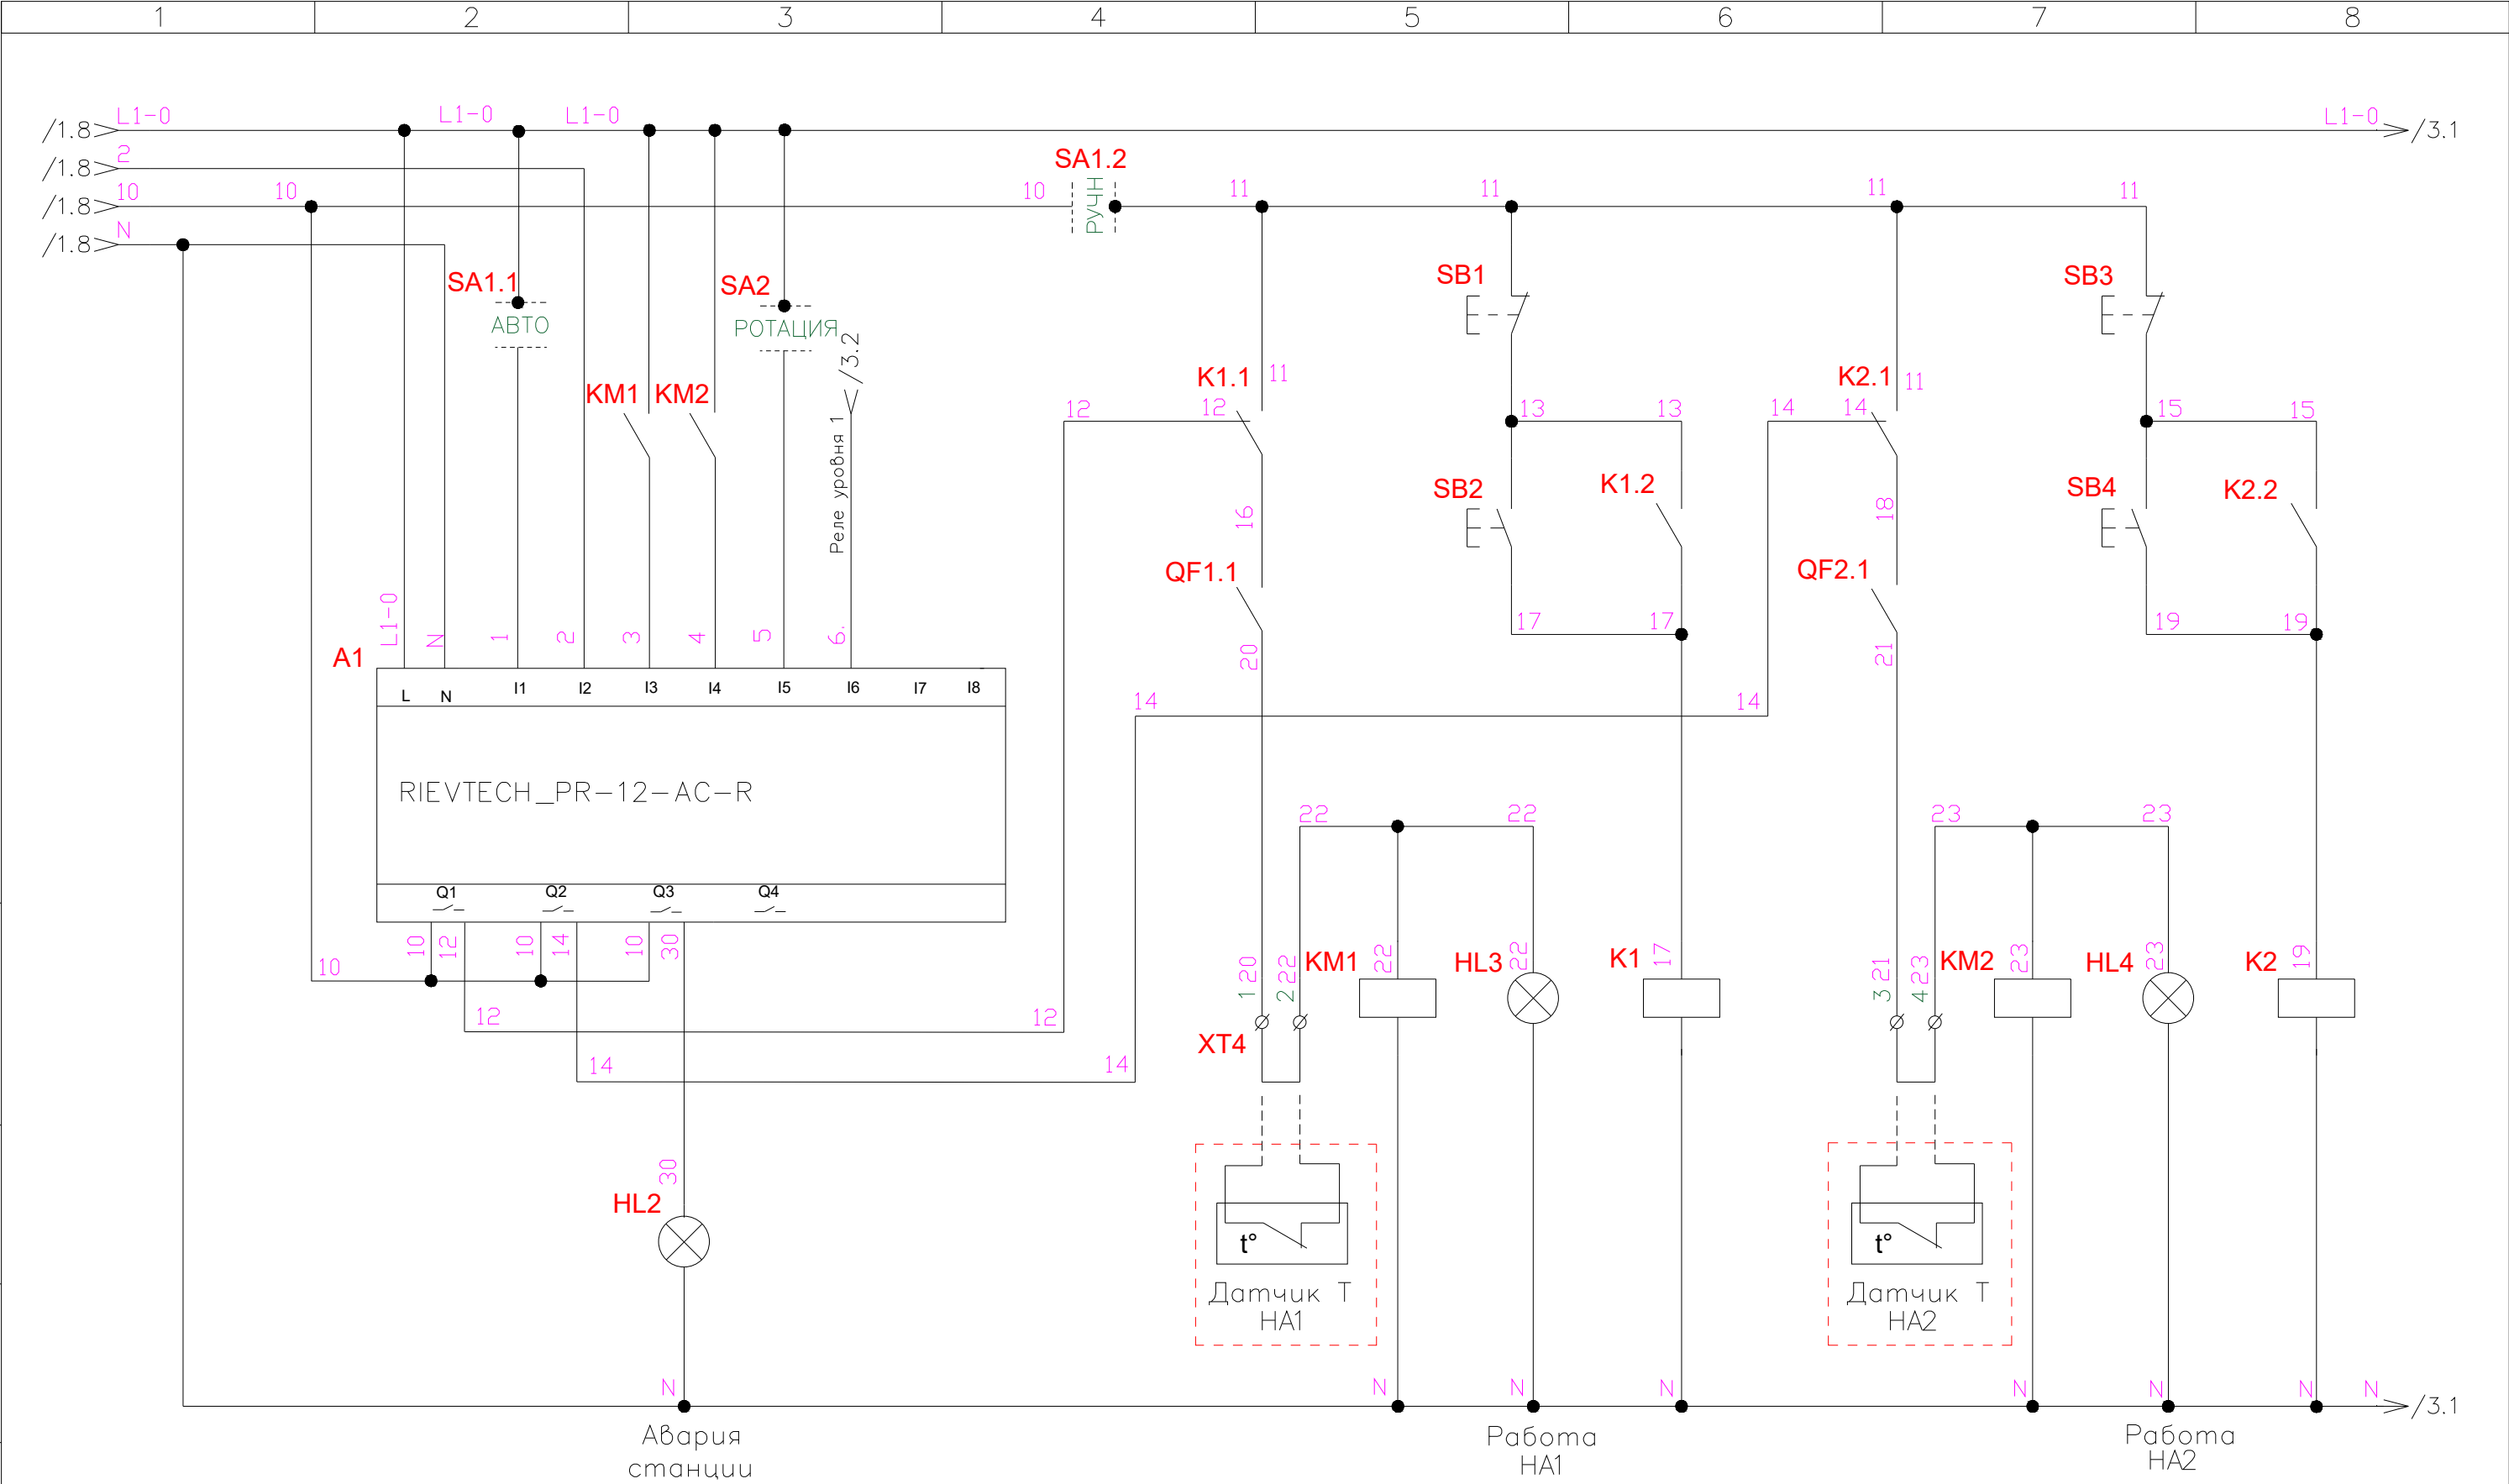 1 2 3 4 5 6 7 8
/1.8 L1-0 L1-0 L1-0 L1-0 /3.1
/1.8 2
SA1.2
РУЧН
/1.8 10 10 10 11 11 11 11
/1.8 N
SA1.1 SA2 SB1 SB3
АВТО РОТАЦИЯ
/3.2
KM1 KM2 K1.1 11 K2.1 11
12 12 13 13 14 14 15 15
Реле уровня 1
SB2 K1.2 SB4 K2.2
16 18
QF1.1 QF2.1
L1-0 N 1 2 3 4 5 6.
17 17 19 19
20 21
A1
L N I1 I2 I3 I4 I5 I6 I7 I8
14 14
RIEVTECH_PR-12-AC-R
22 22 23 23
Q1 Q2 Q3 Q4
10 12 10 14 10 30
KM1 22 HL3 22 K1 17 KM2 23 HL4 23 K2 19
10
1 20 2 22 3 21 4 23
12 12
XT4
14 14
30
HL2
t° t°
Датчик Т
НА1
Датчик Т
НА2
N N N N N N N N /3.1
Авария
станции
Работа
НА1
Работа
НА2